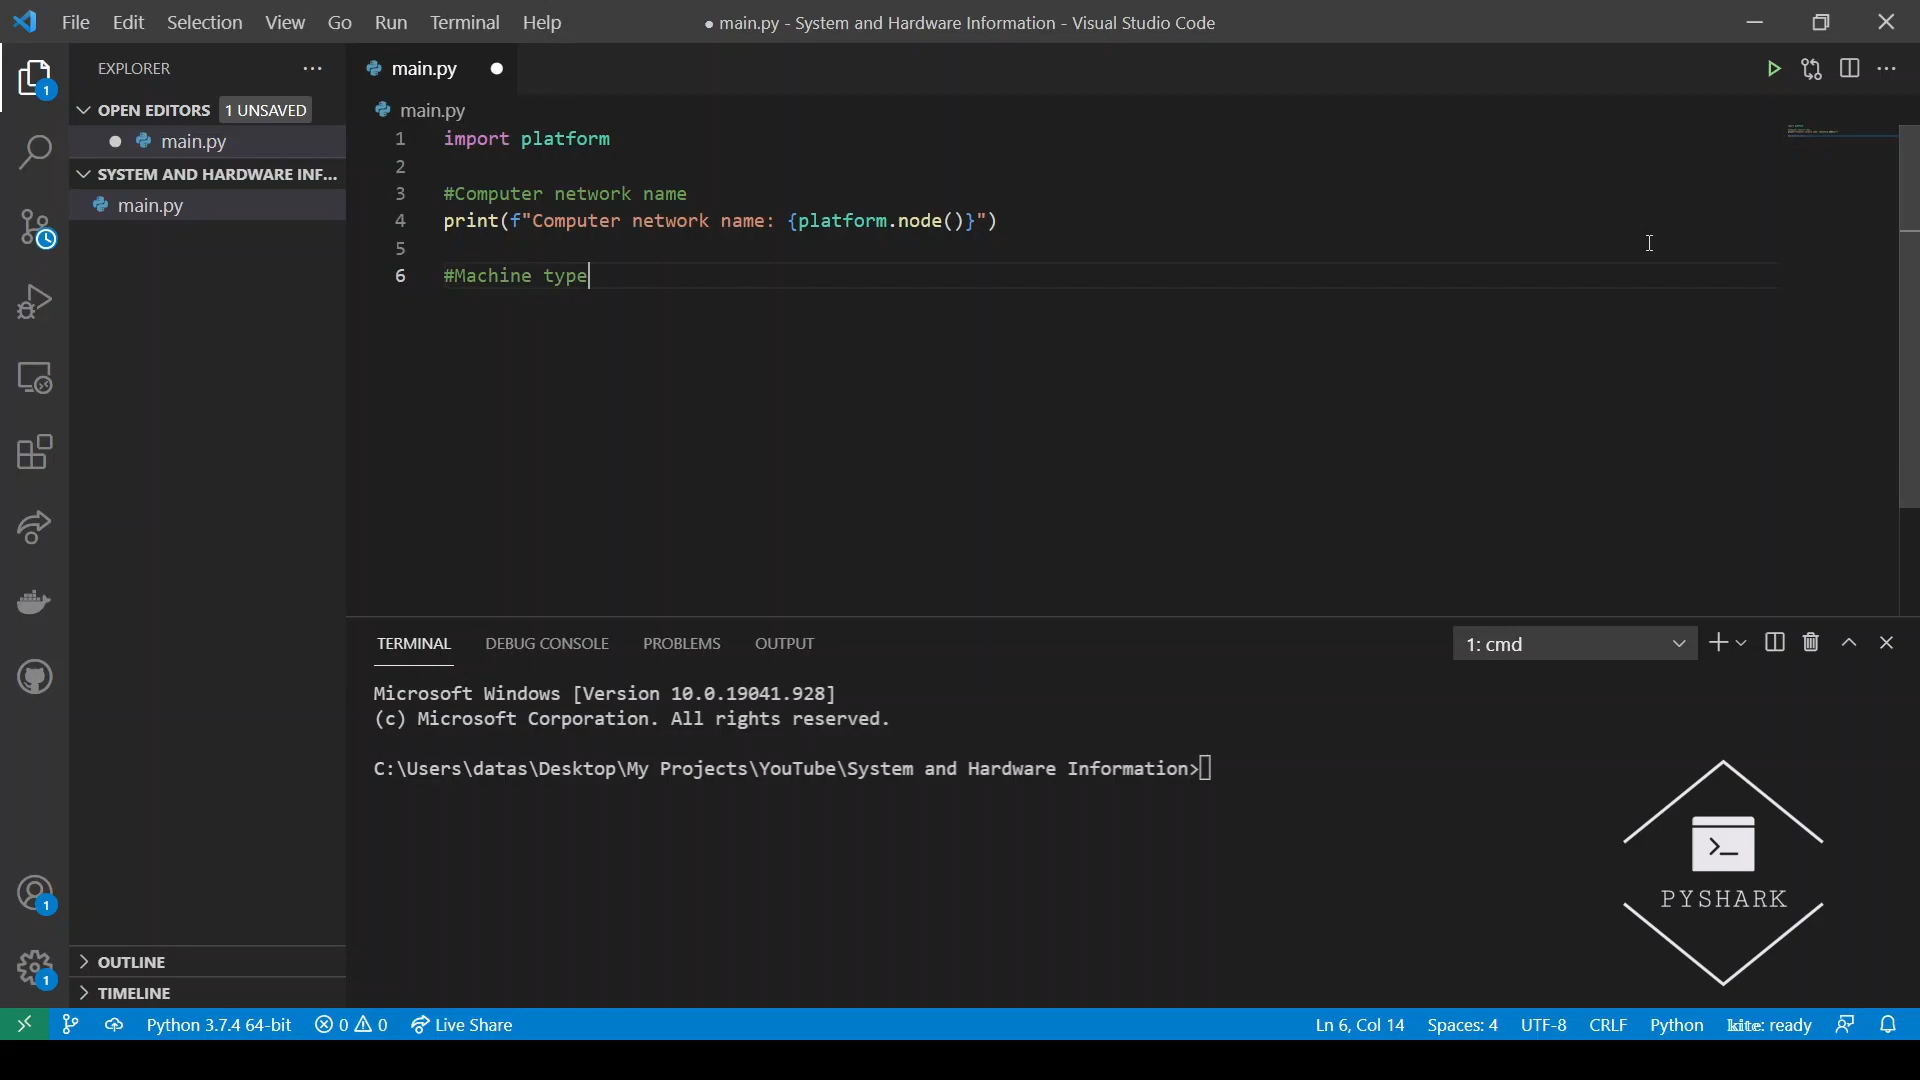 File Edit Selection View Go Run Terminal Help
● main.py - System and Hardware Information - Visual Studio Code
EXPLORER
main.py
1
OPEN EDITORS 1 UNSAVED
main.py
main.py
SYSTEM AND HARDWARE INF...
main.py
1 import platform
2
3 #Computer network name
4 print(f"Computer network name: {platform.node()}")
5
6 #Machine type
TERMINAL DEBUG CONSOLE PROBLEMS OUTPUT
1: cmd
Microsoft Windows [Version 10.0.19041.928]
(c) Microsoft Corporation. All rights reserved.
C:\Users\datas\Desktop\My Projects\YouTube\System and Hardware Information>
PYSHARK
1
1
OUTLINE
TIMELINE
Python 3.7.4 64-bit 0 0 Live Share
Ln 6, Col 14 Spaces: 4 UTF-8 CRLF Python kite: ready